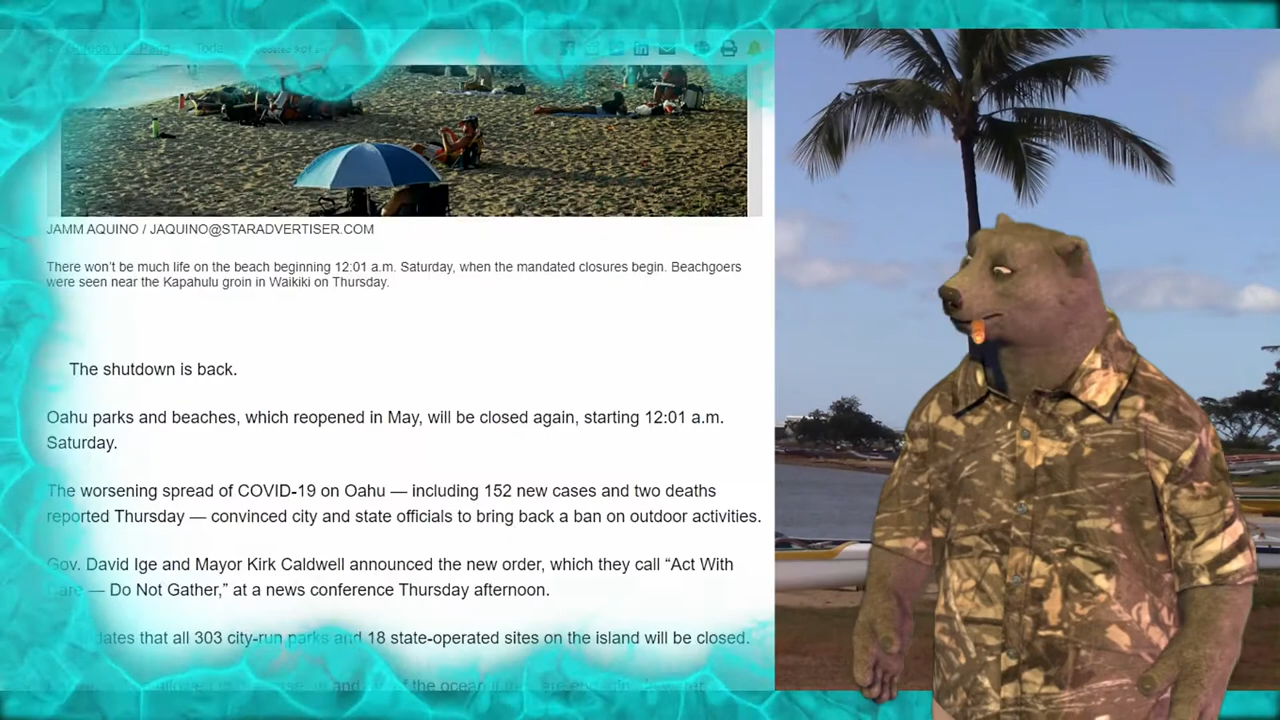 JAMM AQUINO / JAQUINO@STARADVERTISER.COM
There won't be much life on the beach beginning 12:01 a.m. Saturday, when the mandated closures begin. Beachgoers
were seen near the Kapahulu groin in Waikiki on Thursday.
The shutdown is back.
Oahu parks and beaches, which reopened in May, will be closed again, starting 12:01 a.m.
Saturday.
The worsening spread of COVID-19 on Oahu — including 152 new cases and two deaths
reported Thursday — convinced city and state officials to bring back a ban on outdoor activities.
Gov. David Ige and Mayor Kirk Caldwell announced the new order, which they call “Act With
Care — Do Not Gather,” at a news conference Thursday afternoon.
that all 303 city-run parks and 18 state-operated sites on the island will be closed.
of the ocean